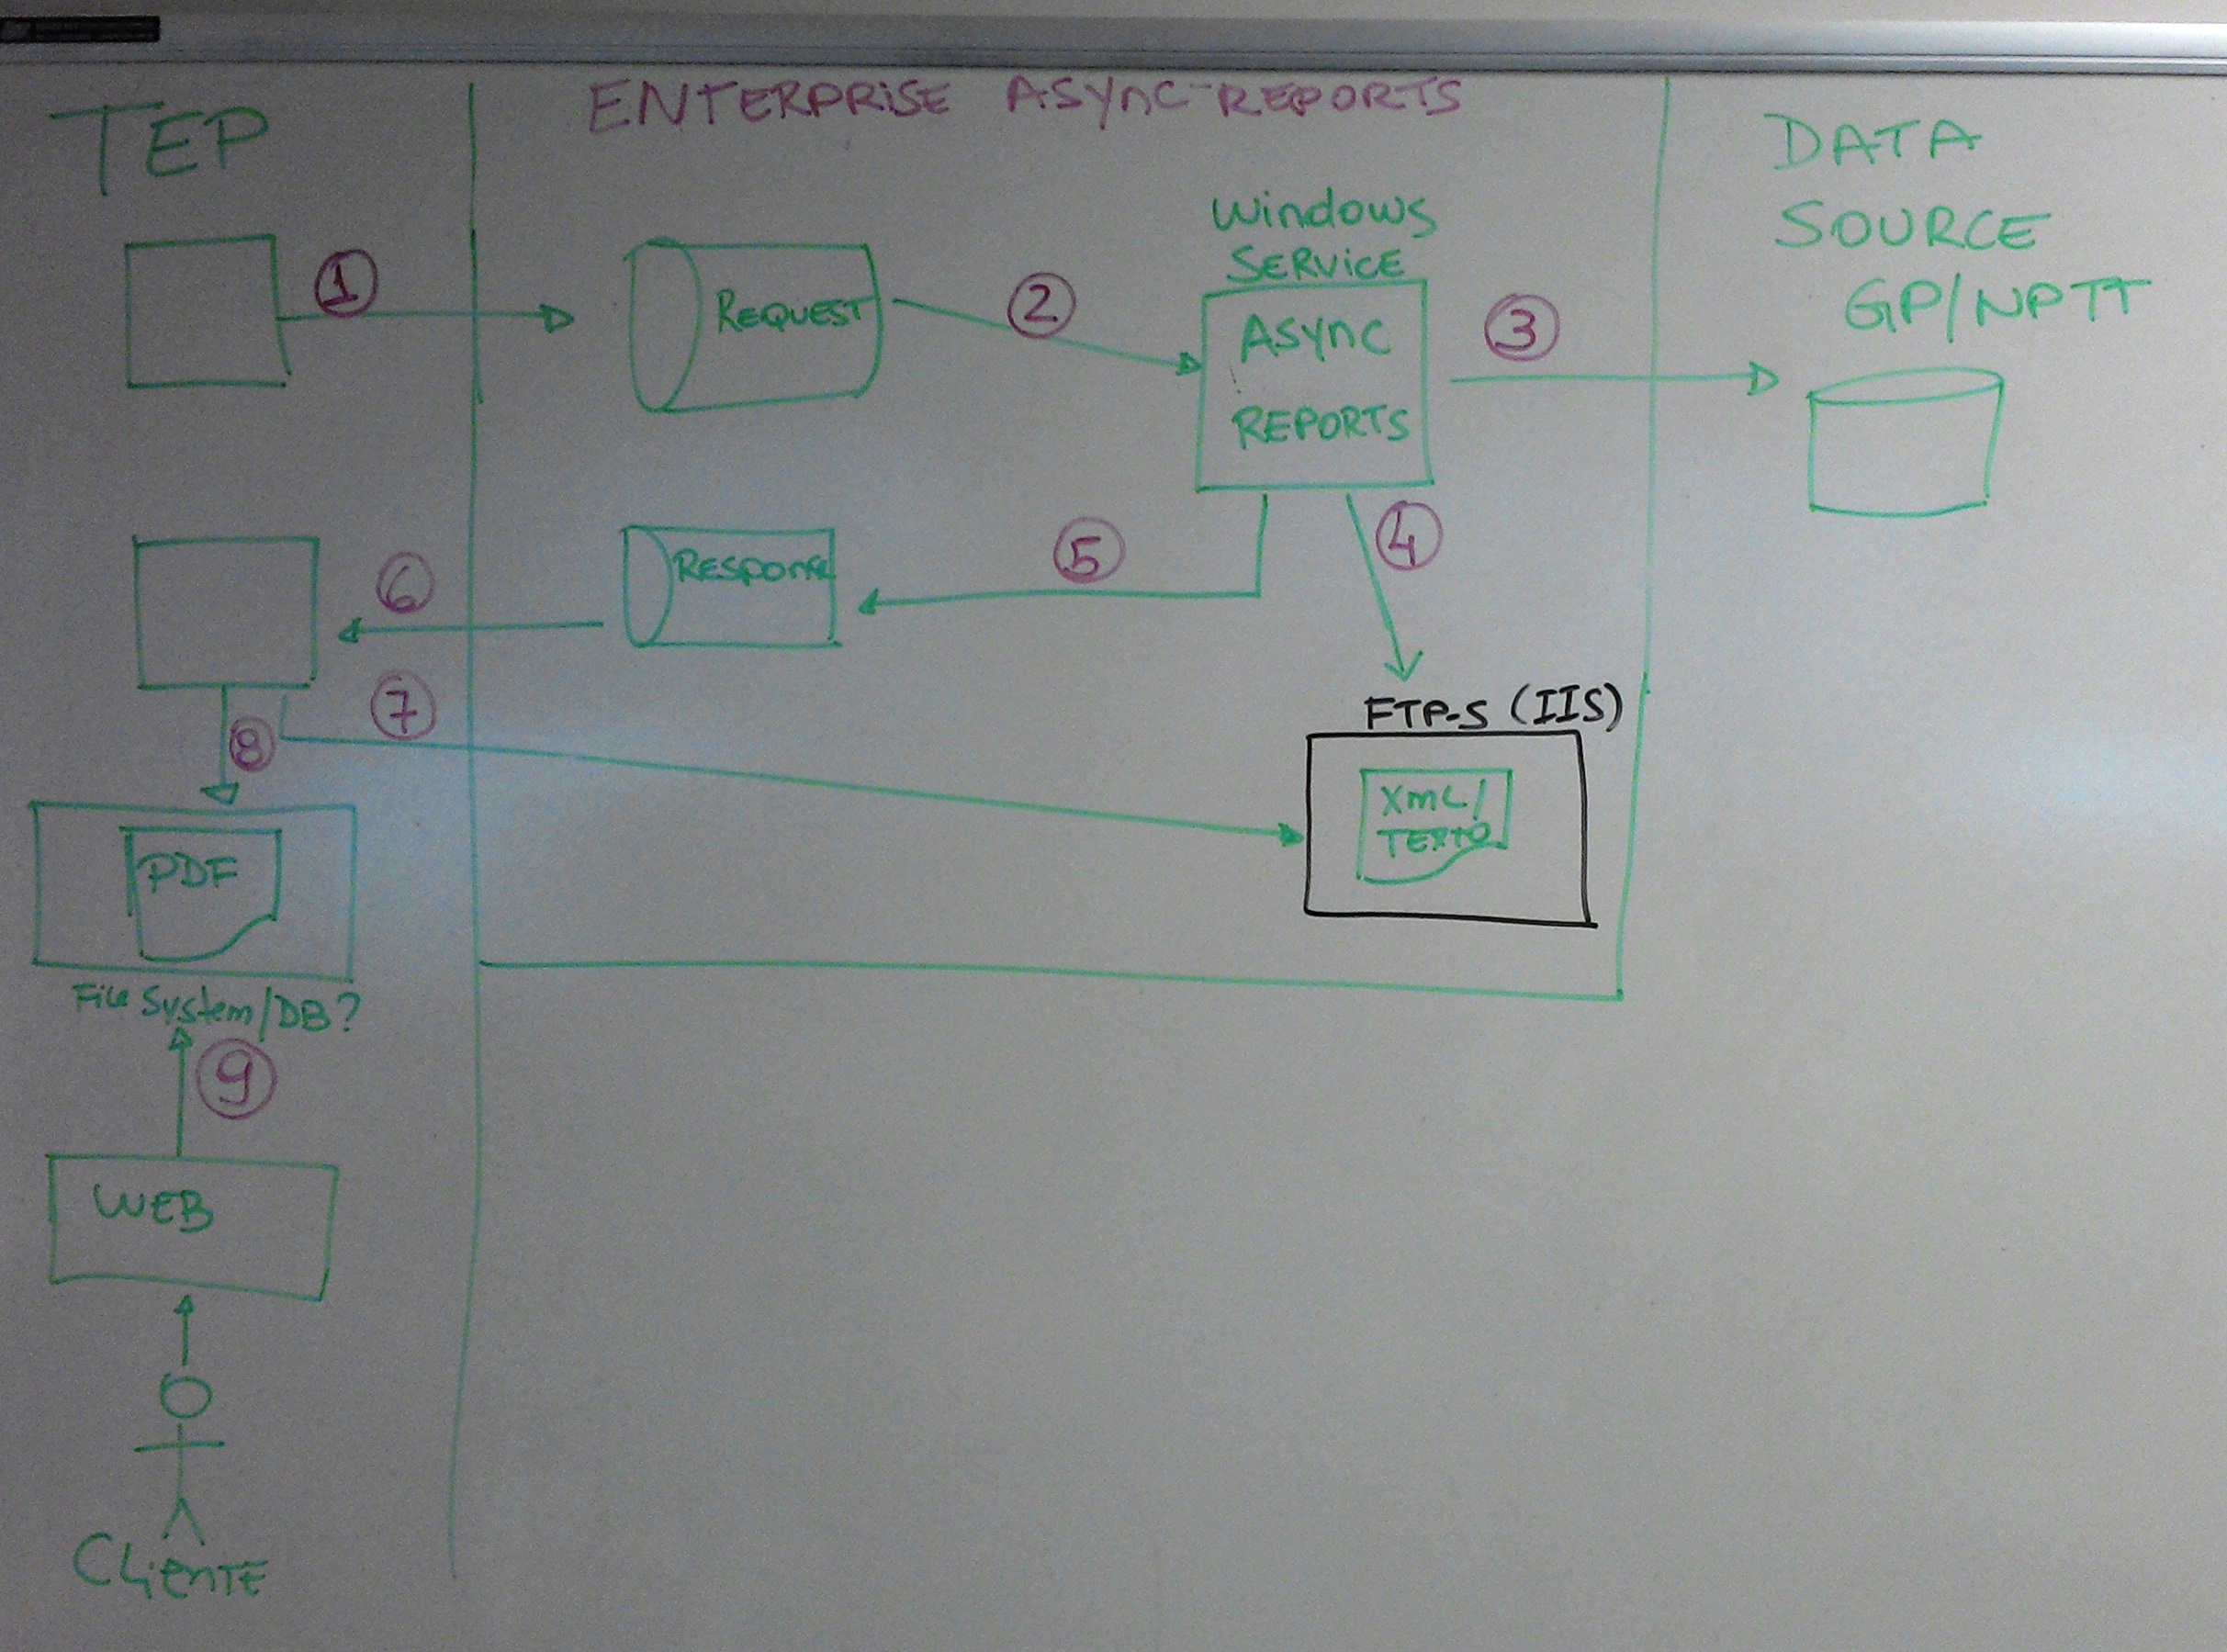 TEP
ENTERPRISE ASYNC-REPORTS
DATA
SOURCE
GP/NPTT
1
REQUEST
2
WINDOWS
SERVICE
ASYNC
REPORTS
3
6
RESPONSE
5
4
7
8
FTP-S (IIS)
XML/
TEXTO
PDF
File System/DB?
9
WEB
CLIENTE